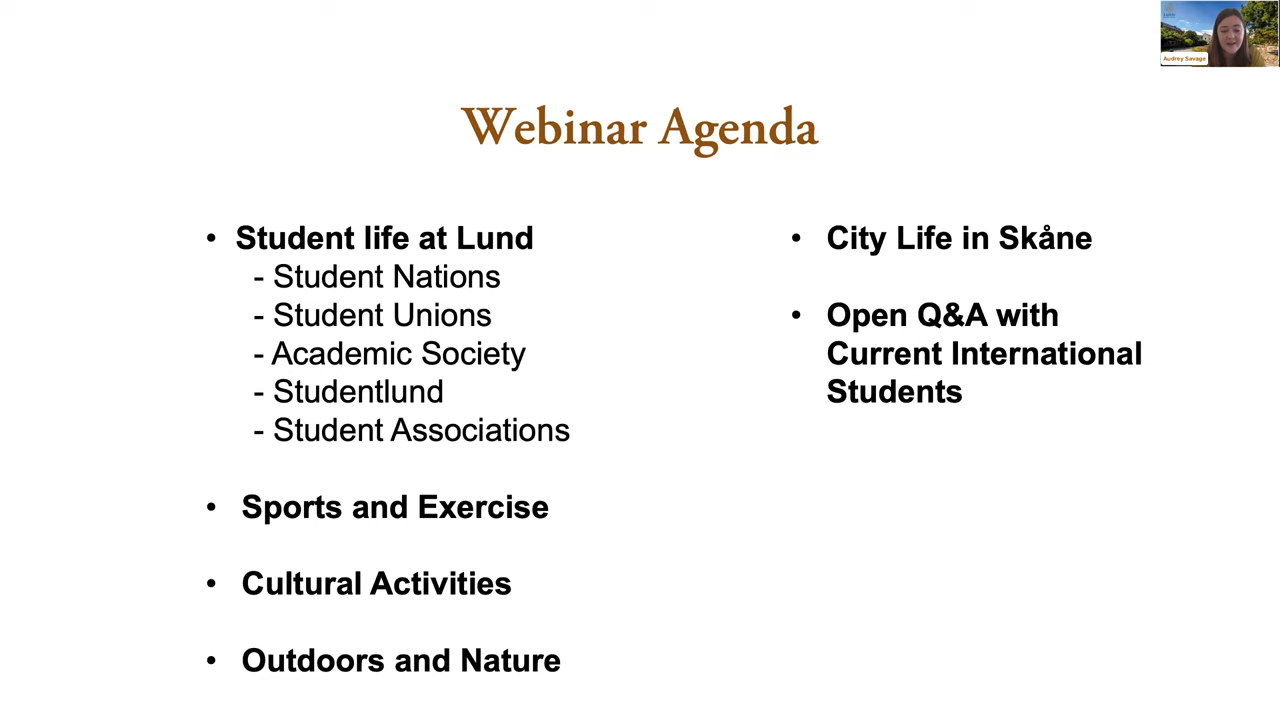 Audrey Savage
Webinar Agenda
• Student life at Lund
- Student Nations
- Student Unions
- Academic Society
- Studentlund
- Student Associations
• Sports and Exercise
• Cultural Activities
• Outdoors and Nature
• City Life in Skåne
• Open Q&A with
Current International
Students